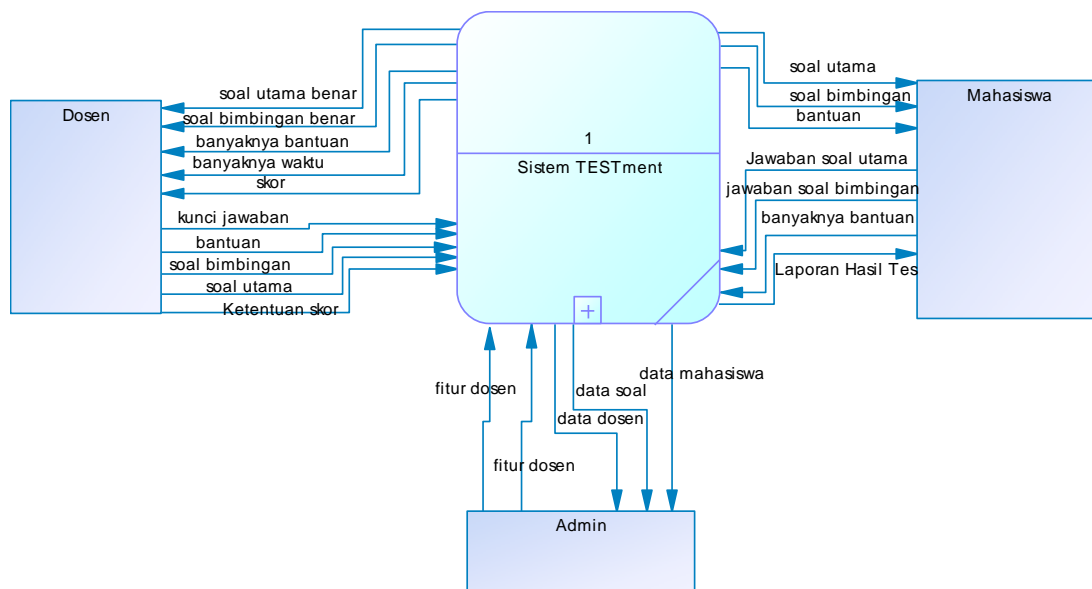 Dosen
soal utama benar
soal bimbingan benar
banyaknya bantuan
banyaknya waktu
skor
kunci jawaban
bantuan
soal bimbingan
soal utama
Ketentuan skor
1
Sistem TESTment
soal utama
soal bimbingan
bantuan
Mahasiswa
Jawaban soal utama
jawaban soal bimbingan
banyaknya bantuan
Laporan Hasil Tes
fitur dosen
fitur dosen
data dosen
data soal
data mahasiswa
Admin